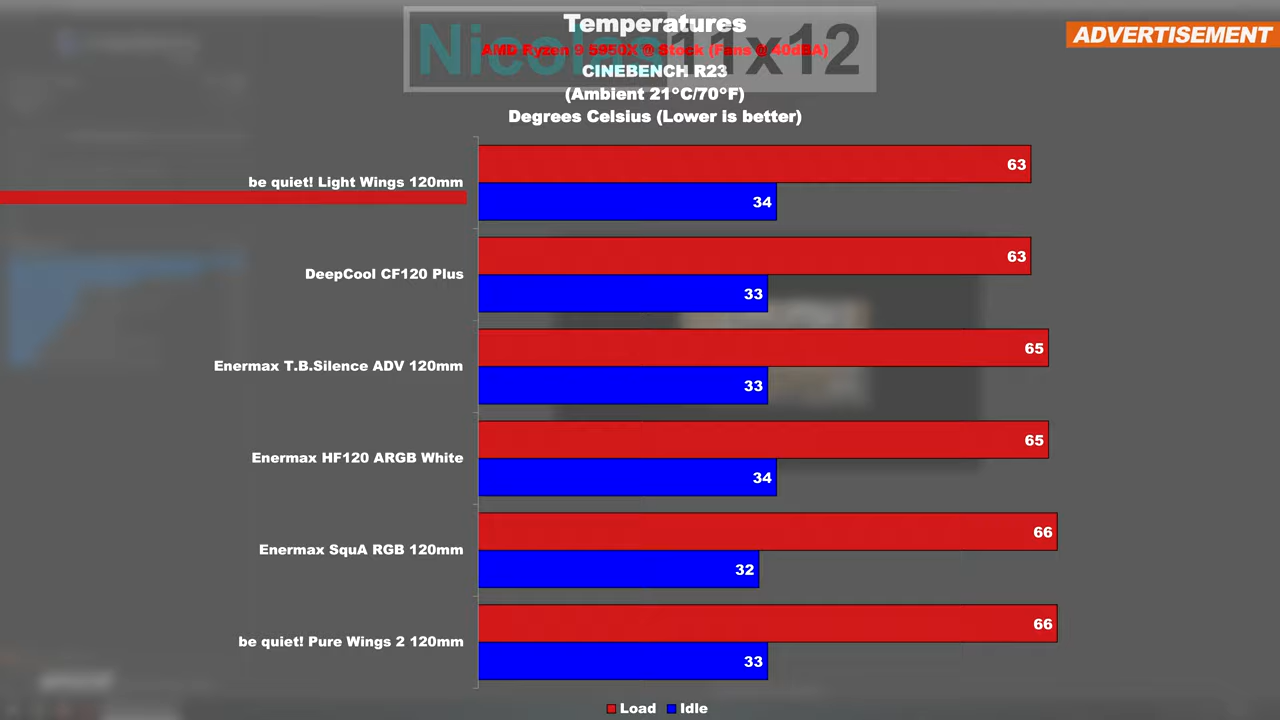 Temperatures
Nicolas11x12
AMD Ryzen 9 5950X @ Stock (Fans @ 40dBA)
CINEBENCH R23
(Ambient 21°C/70°F)
Degrees Celsius (Lower is better)
ADVERTISEMENT
be quiet! Light Wings 120mm
63
34
DeepCool CF120 Plus
63
33
Enermax T.B.Silence ADV 120mm
65
33
Enermax HF120 ARGB White
65
34
Enermax SquA RGB 120mm
66
32
be quiet! Pure Wings 2 120mm
66
33
Load Idle